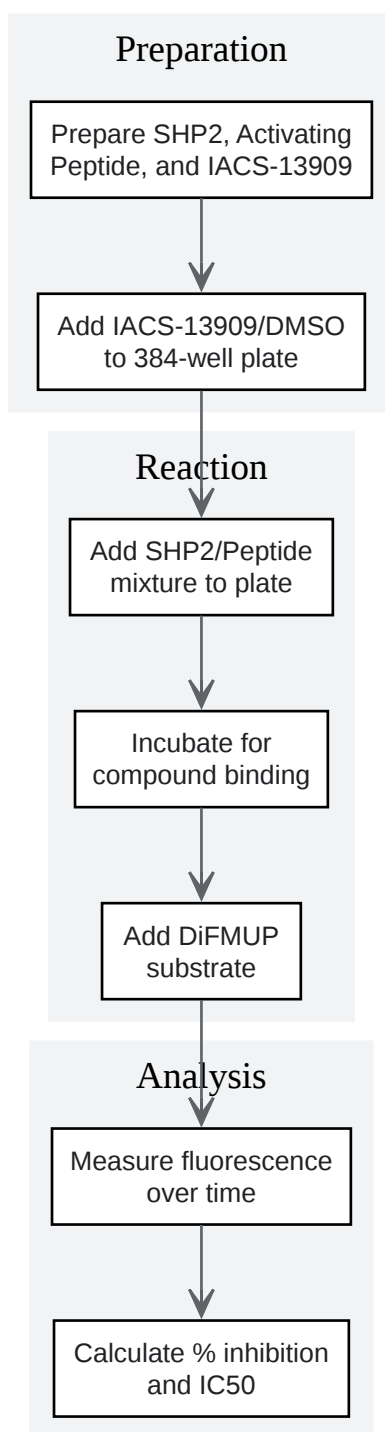 Preparation
Prepare SHP2, Activating
Peptide, and IACS-13909
Add IACS-13909/DMSO
to 384-well plate
Reaction
Add SHP2/Peptide
mixture to plate
Incubate for
compound binding
Add DiFMUP
substrate
Analysis
Measure fluorescence
over time
Calculate % inhibition
and IC50